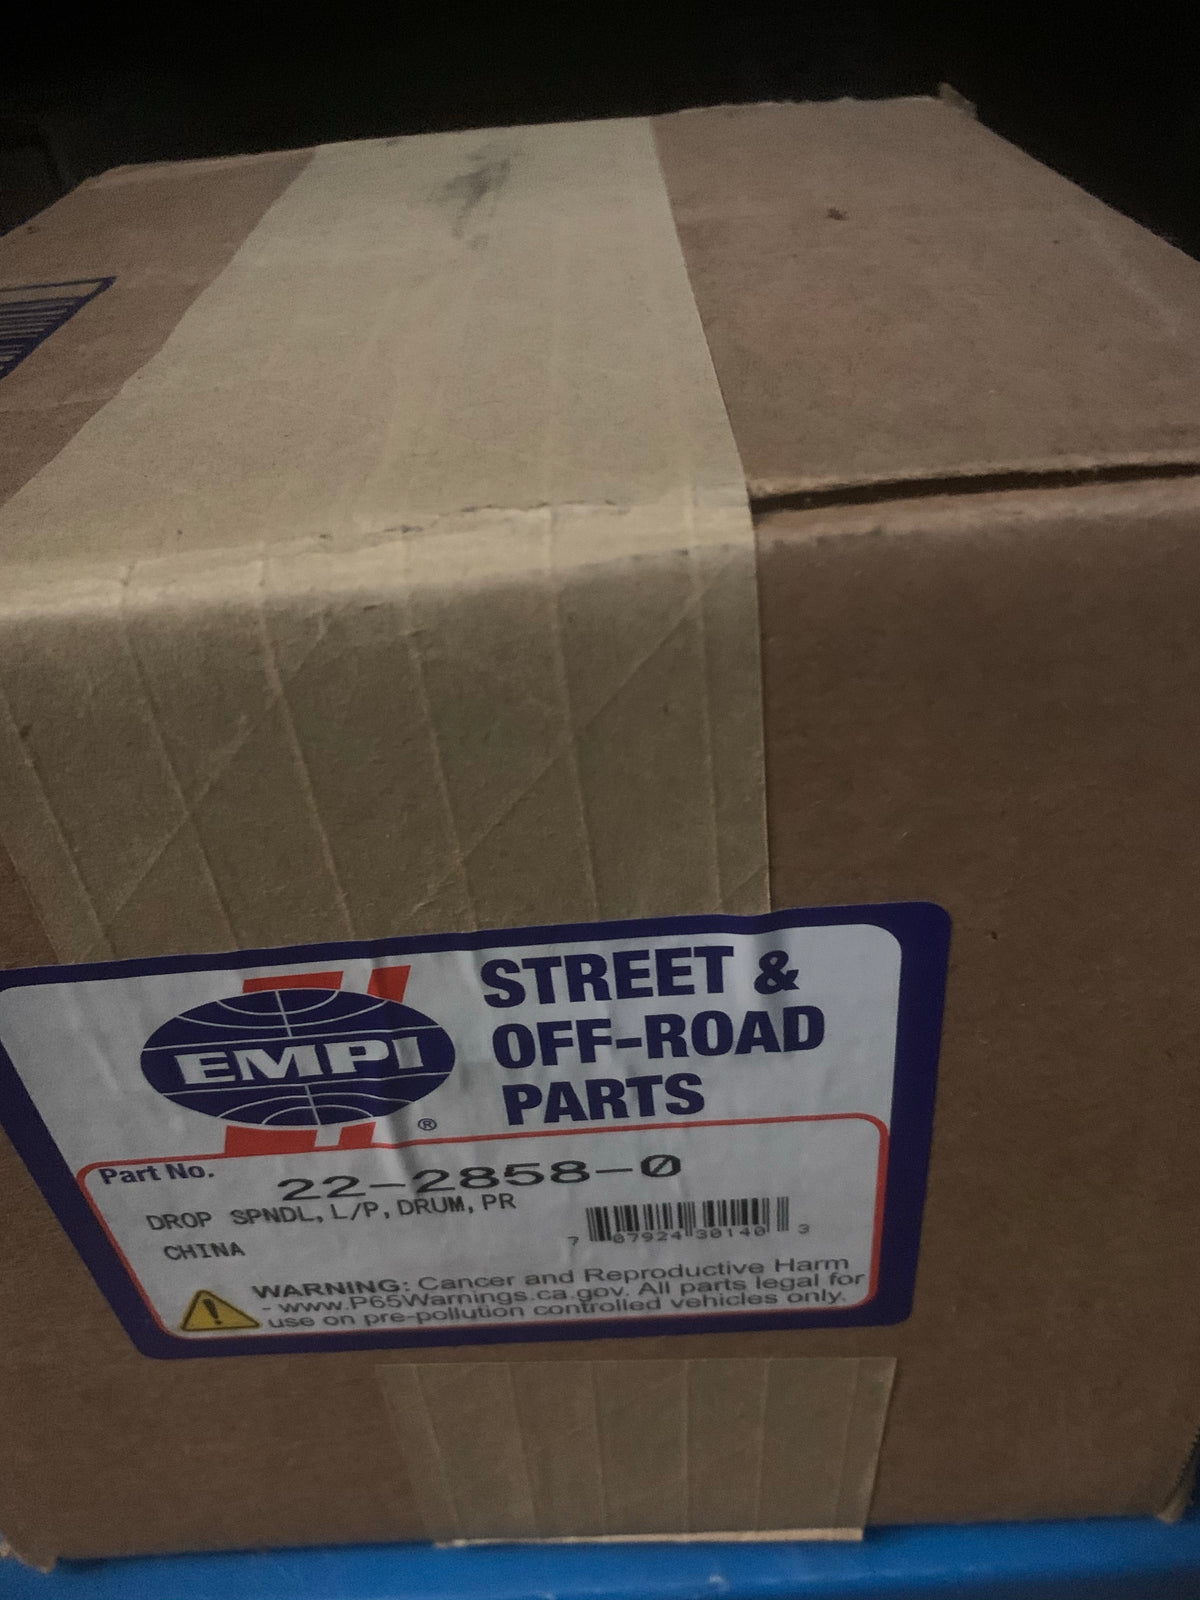 EMPI
®
STREET &
OFF-ROAD
PARTS
Part No.
22-2858-0
DROP SPNDL, L/P, DRUM, PR
CHINA
7 07924 30140 3
WARNING: Cancer and Reproductive Harm
- www.P65Warnings.ca.gov. All parts legal for
use on pre-pollution controlled vehicles only.